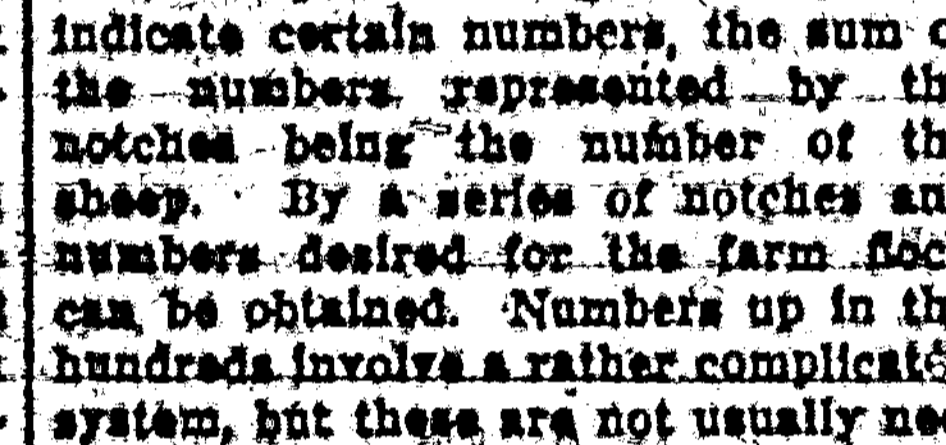 indicate certain numbers, the sum
the numbers represented by th
notches being the number of th
sheep. By a series of notches an
numbers desired for the farm floc
can be obtained. Numbers up in th
hundreds involve a rather complicate
system, but these are not usually ne